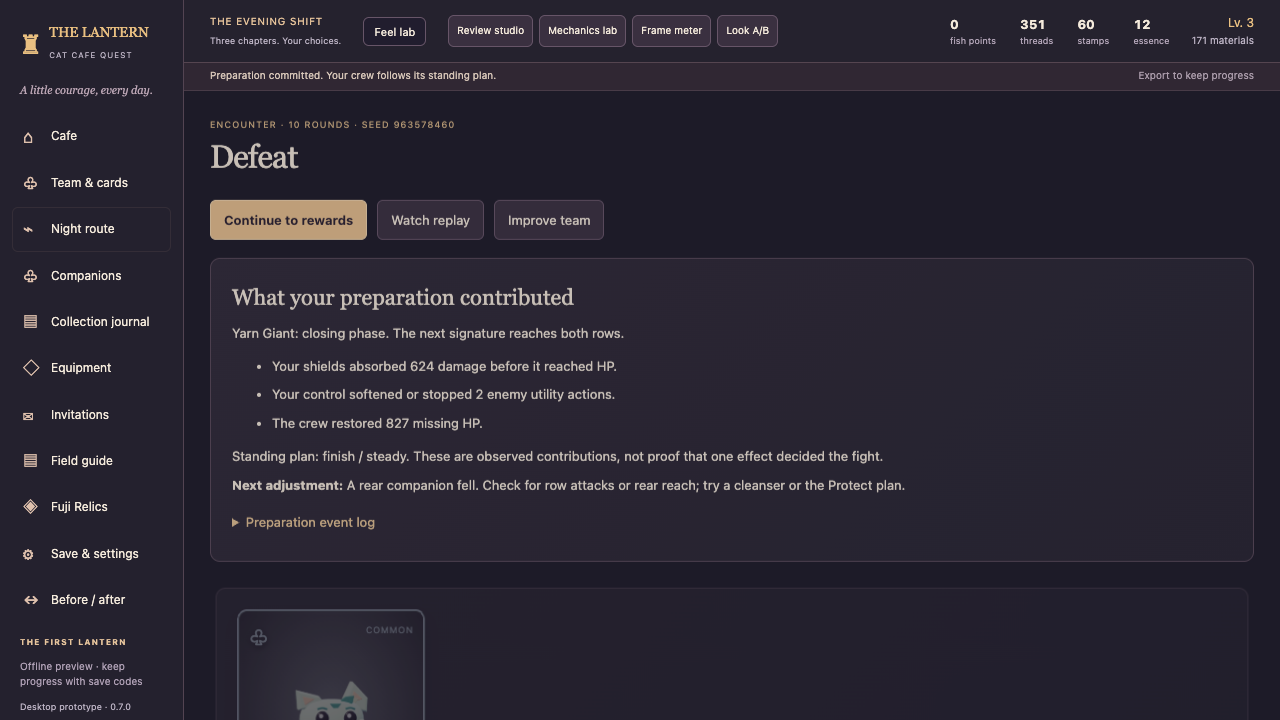 THE LANTERN
CAT CAFE QUEST
A little courage, every day.
Cafe
Team & cards
Night route
Companions
Collection journal
Equipment
Invitations
Field guide
Fuji Relics
Save & settings
Before / after
THE FIRST LANTERN
Offline preview · keep
progress with save codes
Desktop prototype · 0.7.0
THE EVENING SHIFT
Three chapters. Your choices.
Feel lab
Review studio
Mechanics lab
Frame meter
Look A/B
0
fish points
351
threads
60
stamps
12
essence
Lv. 3
171 materials
Preparation committed. Your crew follows its standing plan.
Export to keep progress
ENCOUNTER · 10 ROUNDS · SEED 963578460
Defeat
Continue to rewards
Watch replay
Improve team
What your preparation contributed
Yarn Giant: closing phase. The next signature reaches both rows.
• Your shields absorbed 624 damage before it reached HP.
• Your control softened or stopped 2 enemy utility actions.
• The crew restored 827 missing HP.
Standing plan: finish / steady. These are observed contributions, not proof that one effect decided the fight.
Next adjustment: A rear companion fell. Check for row attacks or rear reach; try a cleanser or the Protect plan.
Preparation event log
COMMON